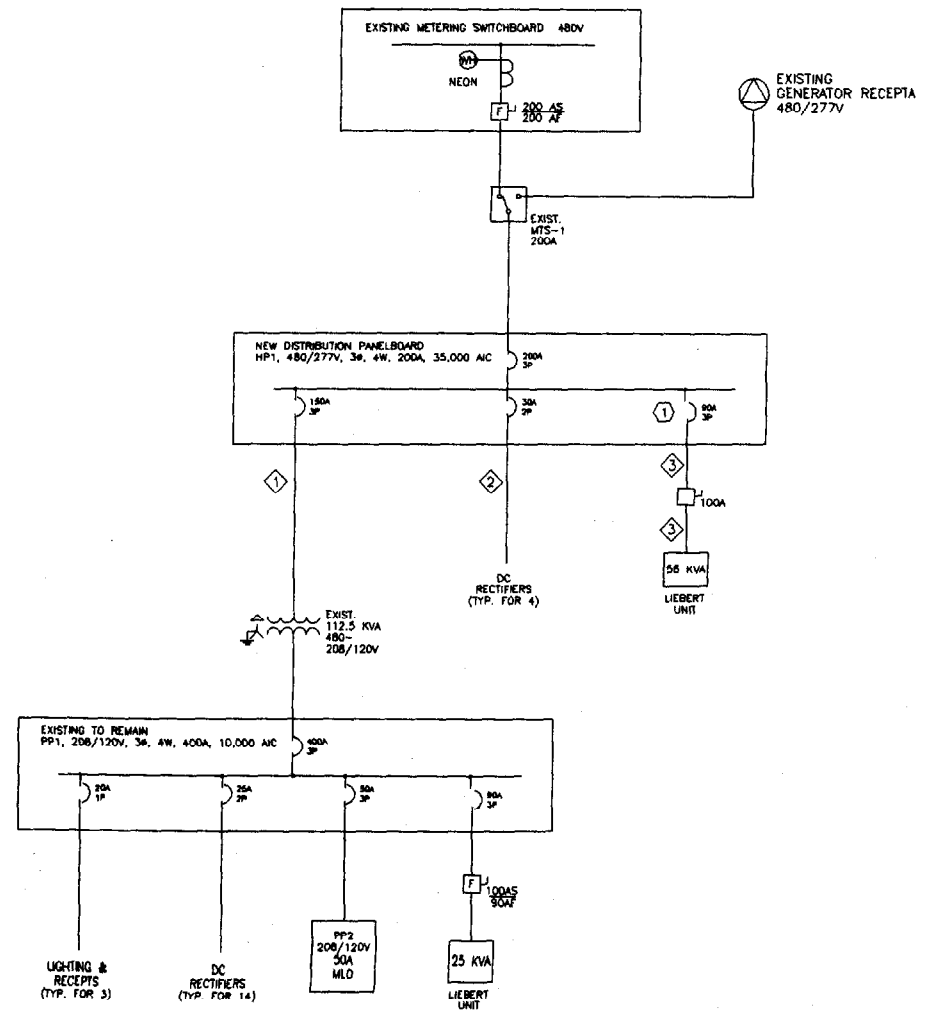 EXISTING METERING SWITCHBOARD 480V
WH
NEON
F
200 AS
200 AF
EXISTING
GENERATOR RECEPTA
480/277V
EXIST.
MTS-1
200A
NEW DISTRIBUTION PANELBOARD
HP1, 480/277V, 3ø, 4W, 200A, 35,000 AIC
200A
3P
150A
3P
30A
2P
1
90A
3P
1
2
3
100A
3
56 KVA
LIEBERT
UNIT
DC
RECTIFIERS
(TYP. FOR 4)
EXIST.
112.5 KVA
480-
208/120V
EXISTING TO REMAIN
PP1, 208/120V, 3ø, 4W, 400A, 10,000 AIC
400A
3P
20A
1P
25A
2P
50A
3P
90A
3P
F
100AS
90AF
PP2
208/120V
50A
MLO
25 KVA
LIGHTING &
RECEPTS
(TYP. FOR 3)
DC
RECTIFIERS
(TYP. FOR 14)
LIEBERT
UNIT